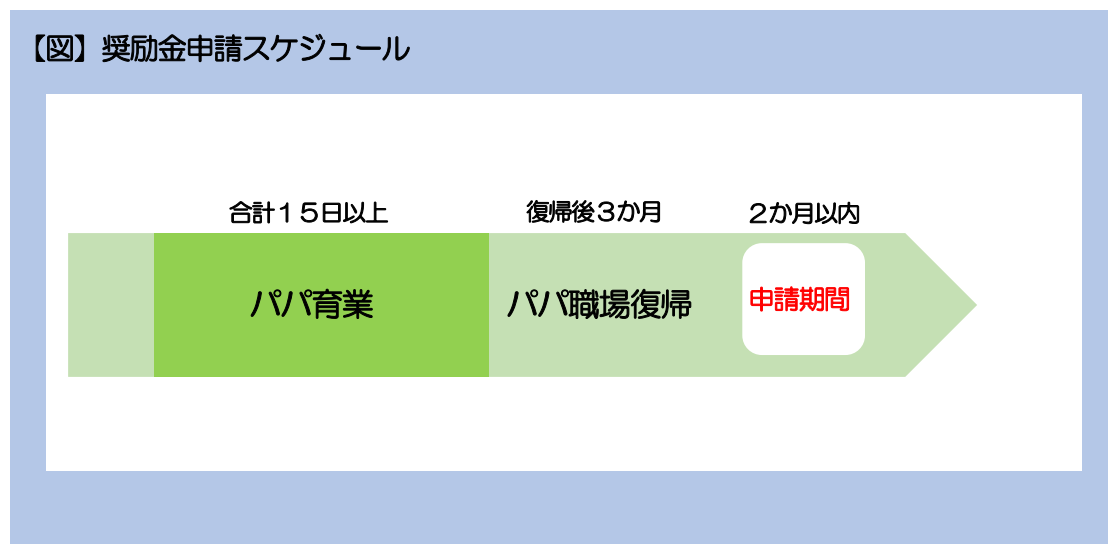 【図】奨励金申請スケジュール
合計１５日以上
復帰後３か月
２か月以内
パパ育業
パパ職場復帰
申請期間